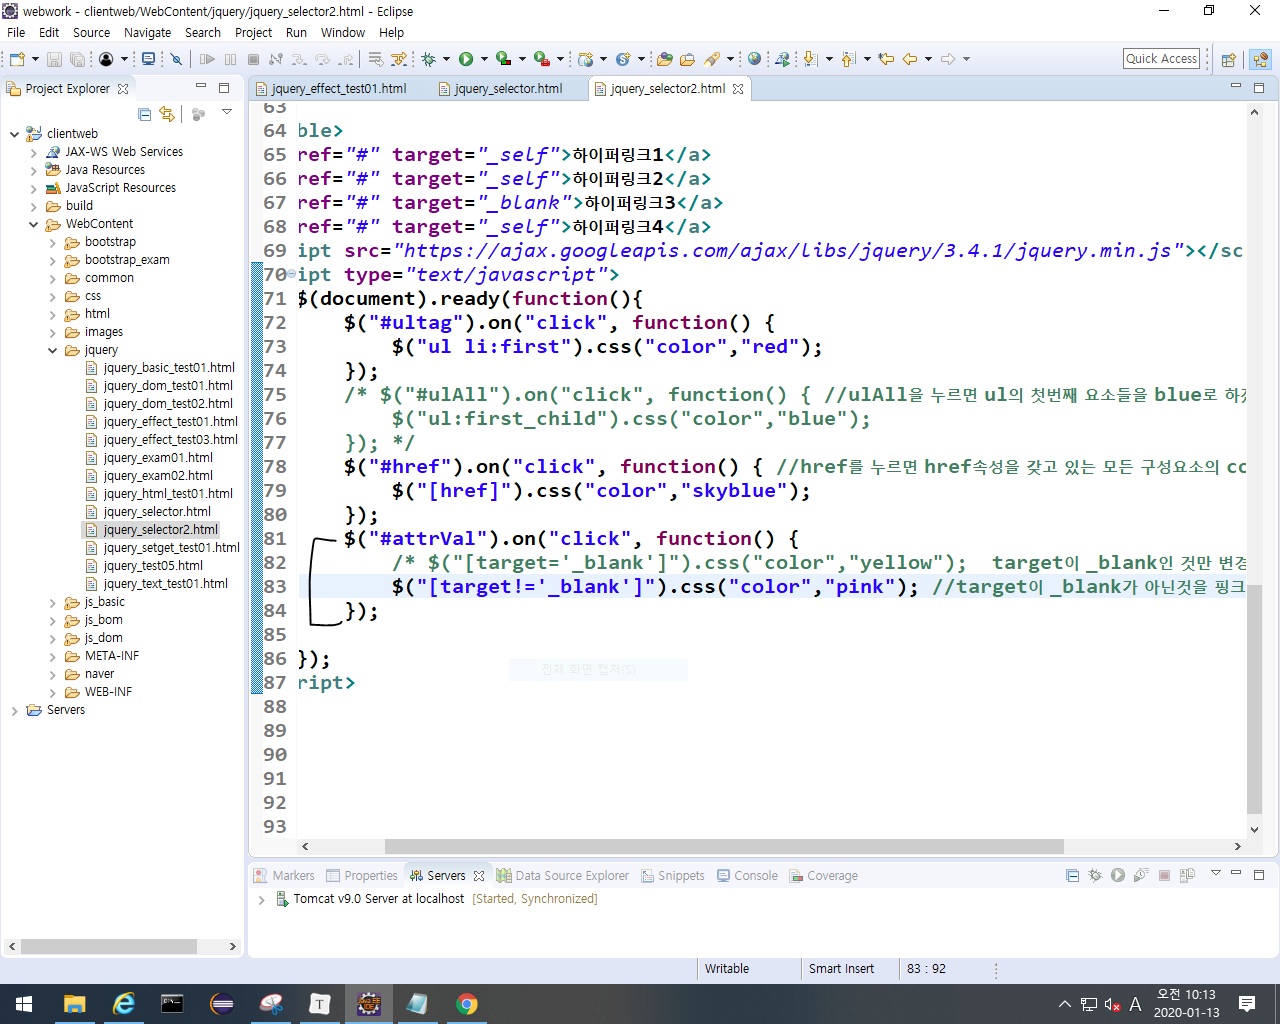 webwork - clientweb/WebContent/jquery/jquery_selector2.html - Eclipse
File Edit Source Navigate Search Project Run Window Help
Quick Access
Project Explorer
clientweb
JAX-WS Web Services
Java Resources
JavaScript Resources
build
WebContent
bootstrap
bootstrap_exam
common
css
html
images
jquery
jquery_basic_test01.html
jquery_dom_test01.html
jquery_dom_test02.html
jquery_effect_test01.html
jquery_effect_test03.html
jquery_exam01.html
jquery_exam02.html
jquery_html_test01.html
jquery_selector.html
jquery_selector2.html
jquery_setget_test01.html
jquery_test05.html
jquery_text_test01.html
js_basic
js_bom
js_dom
META-INF
naver
WEB-INF
Servers
jquery_effect_test01.html jquery_selector.html jquery_selector2.html
63
64 ble>
65 ref="#" target="_self">하이퍼링크1</a>
66 ref="#" target="_self">하이퍼링크2</a>
67 ref="#" target="_blank">하이퍼링크3</a>
68 ref="#" target="_self">하이퍼링크4</a>
69 ipt src="https://ajax.googleapis.com/ajax/libs/jquery/3.4.1/jquery.min.js"></sc
70 ipt type="text/javascript">
71 $(document).ready(function(){
72 $("#ultag").on("click", function() {
73 $("ul li:first").css("color","red");
74 });
75 /* $("#ulAll").on("click", function() { //ulAll을 누르면 ul의 첫번째 요소들을 blue로 하
76 $("ul:first_child").css("color","blue");
77 }); */
78 $("#href").on("click", function() { //href를 누르면 href속성을 갖고 있는 모든 구성요소의 co
79 $("[href]").css("color","skyblue");
80 });
81 $("#attrVal").on("click", function() {
82 /* $("[target='_blank']").css("color","yellow"); target이 _blank인 것만 변경
83 $("[target!='_blank']").css("color","pink"); //target이 _blank가 아닌것을 핑크
84 });
85
86 });
87 ript>
88
89
90
91
92
93
전체 화면 캡처(S)
Markers Properties Servers Data Source Explorer Snippets Console Coverage
Tomcat v9.0 Server at localhost [Started, Synchronized]
Writable Smart Insert 83 : 92
A
오전 10:13
2020-01-13